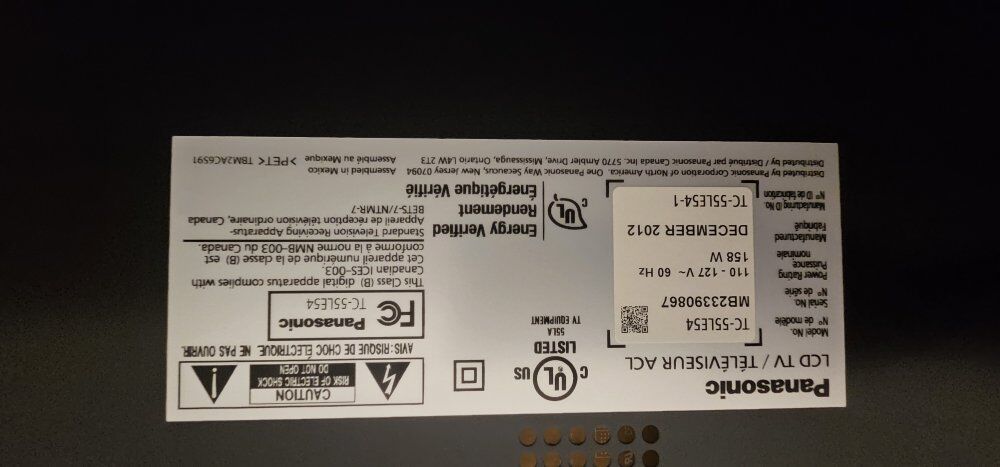 Panasonic
LCD TV / TÉLÉVISEUR ACL
Model No.
N° de modèle
TC-55LE54
Serial No.
N° de série
MB23390867
Power Rating
Puissance
nominale
110 - 127 V ~ 60 Hz
158 W
Manufactured
Fabriqué
DECEMBER 2012
Manufacturing ID No.
N° ID de fabrication
TC-55LE54-1
C UL US
LISTED
55LA
TV EQUIPMENT
C UL
Energy Verified
Rendement
Énergétique Vérifié
CAUTION
RISK OF ELECTRIC SHOCK
DO NOT OPEN
AVIS: RISQUE DE CHOC ÉLECTRIQUE. NE PAS OUVRIR.
FC Panasonic
TC-55LE54
This Class (B) digital apparatus complies with
Canadian ICES-003.
Cet appareil numérique de la classe (B) est
conforme à la norme NMB-003 du Canada.
Standard Television Receiving Apparatus-
Appareil de réception télévision ordinaire, Canada
BETS-7/NTMR-7
Distributed by Panasonic Corporation of North America. One Panasonic Way Secaucus, New Jersey 07094
Distributed by / Distribué par Panasonic Canada Inc. 5770 Ambler Drive, Mississauga, Ontario L4W 2T3
Assembled in Mexico
Assemblé au Mexique
>PET< TBM2AC6591